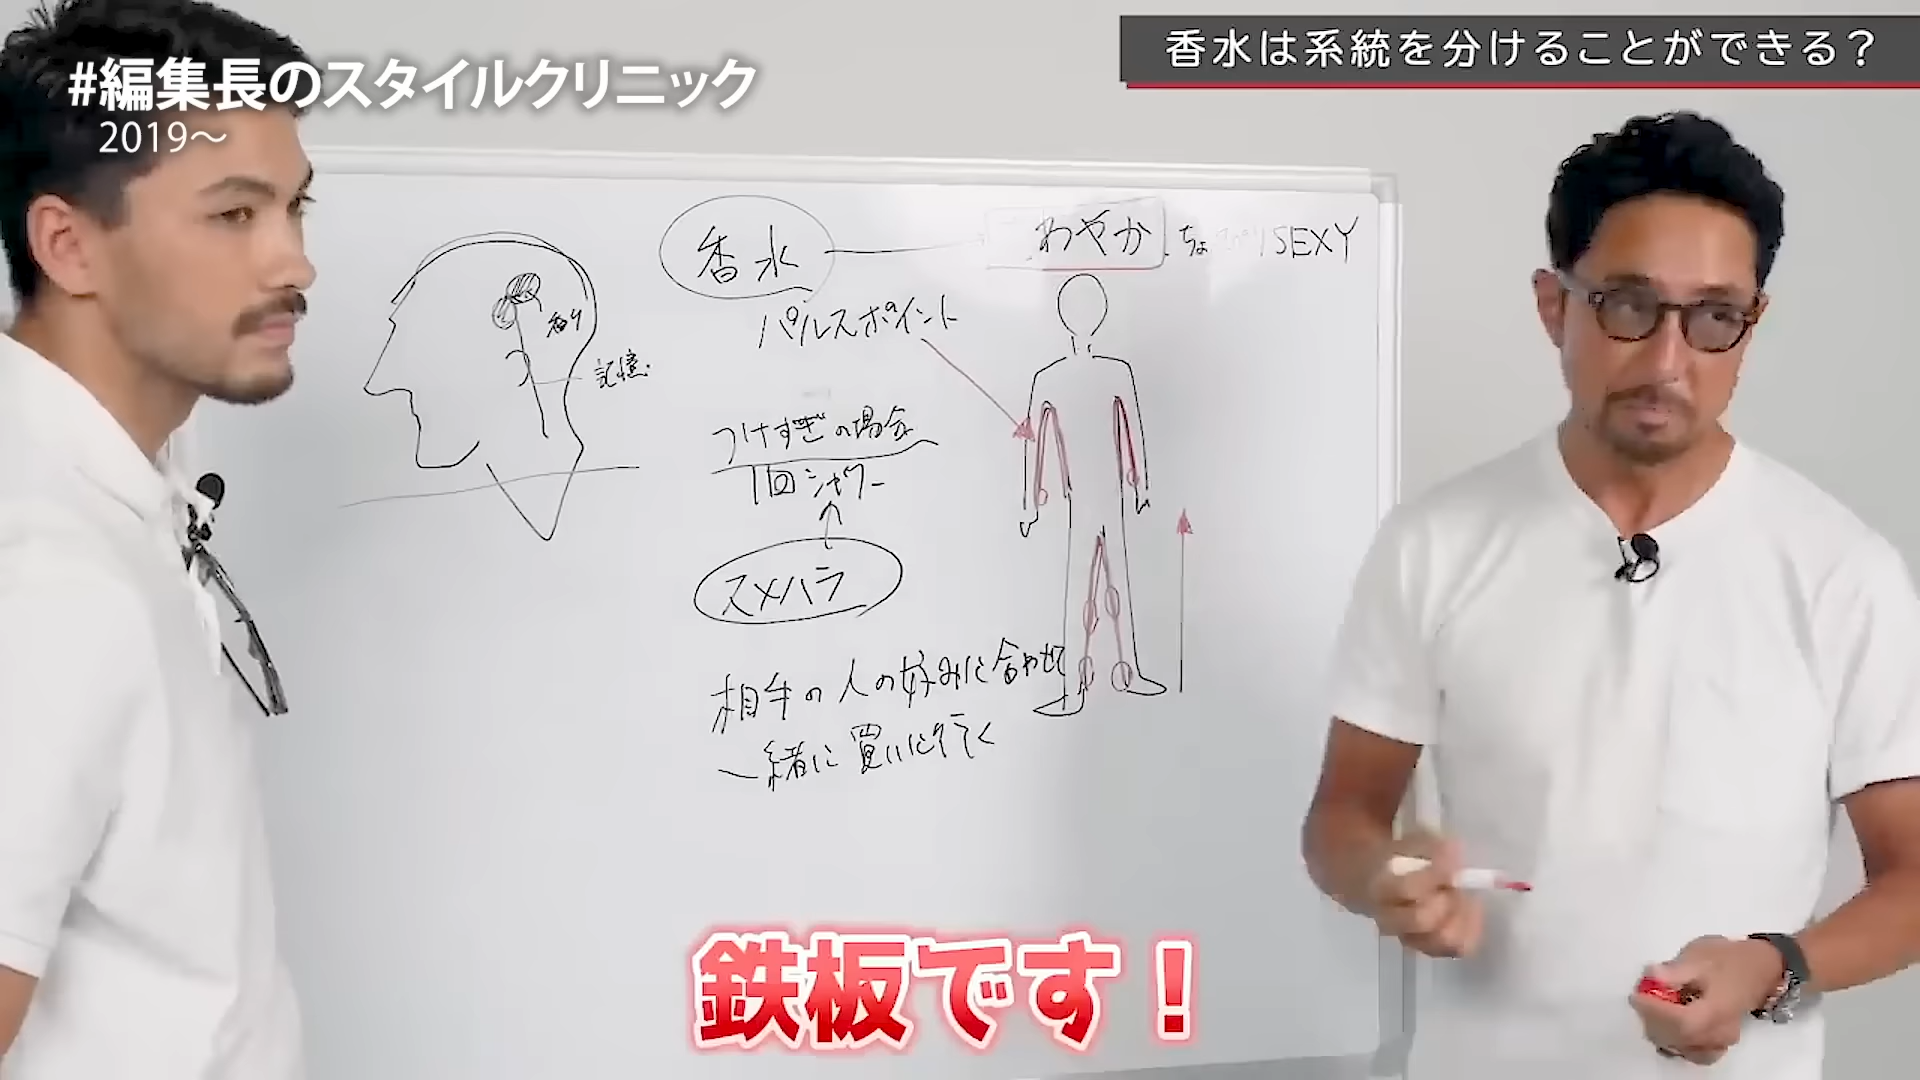 #編集長のスタイルクリニック
2019～
香水は系統を分けることができる？
香水
わやか
ちょ
SEXY
パルスポイント
香り
記憶
つけすぎの場合
1回シャワー
スメハラ
相手の人の好みに合わせ
一緒に買いに行く
鉄板です！